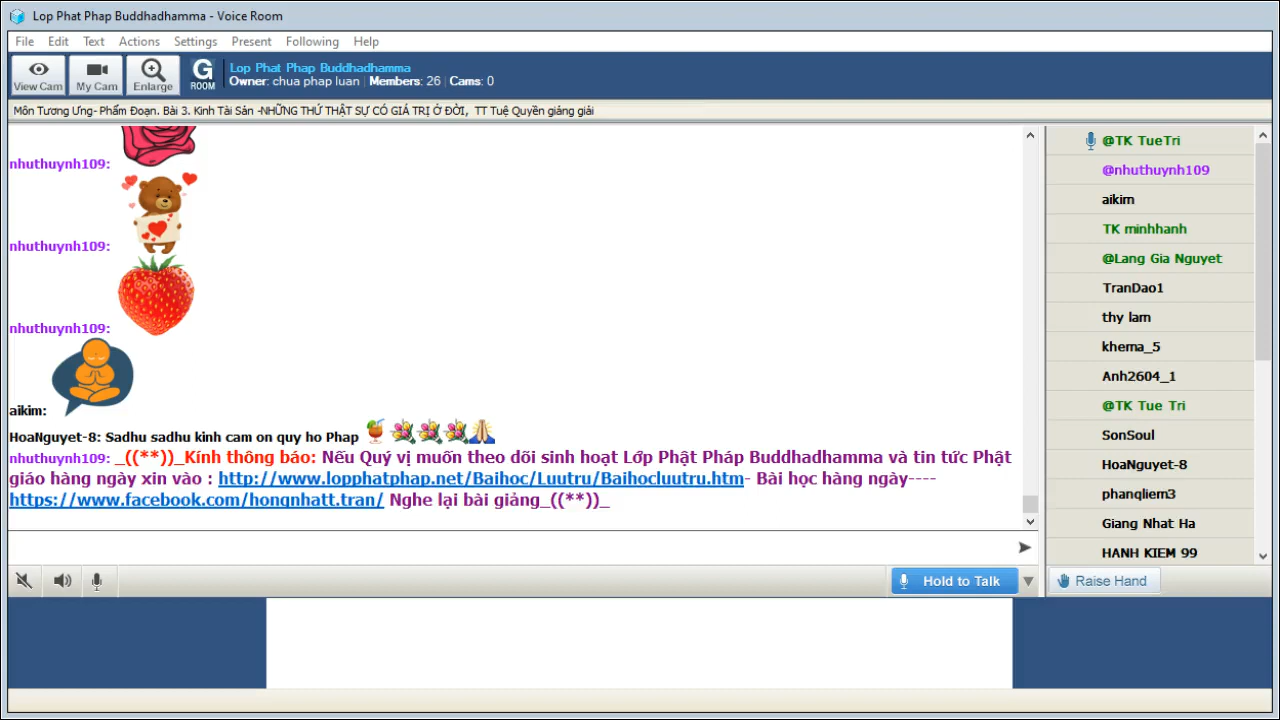 Lop Phat Phap Buddhadhamma - Voice Room
File Edit Text Actions Settings Present Following Help
View Cam My Cam Enlarge G ROOM
Lop Phat Phap Buddhadhamma
Owner: chua phap luan Members: 26 Cams: 0
Môn Tương Ưng- Phẩm Đoạn. Bài 3. Kinh Tài Sản -NHỮNG THỨ THẬT SỰ CÓ GIÁ TRỊ Ở ĐỜI, TT Tuệ Quyền giảng giải
nhuthuynh109:
nhuthuynh109:
nhuthuynh109:
aikim:
HoaNguyet-8: Sadhu sadhu kinh cam on quy ho Phap
nhuthuynh109: _((**))_Kính thông báo: Nếu Quý vị muốn theo dõi sinh hoạt Lớp Phật Pháp Buddhadhamma và tin tức Phật
giáo hàng ngày xin vào : http://www.lopphatphap.net/Baihoc/Luutru/Baihocluutru.htm- Bài học hàng ngày----
https://www.facebook.com/hongnhatt.tran/ Nghe lại bài giảng_((**))_
@TK TueTri
@nhuthuynh109
aikim
TK minhhanh
@Lang Gia Nguyet
TranDao1
thy lam
khema_5
Anh2604_1
@TK Tue Tri
SonSoul
HoaNguyet-8
phanqliem3
Giang Nhat Ha
HANH KIEM 99
Hold to Talk
Raise Hand